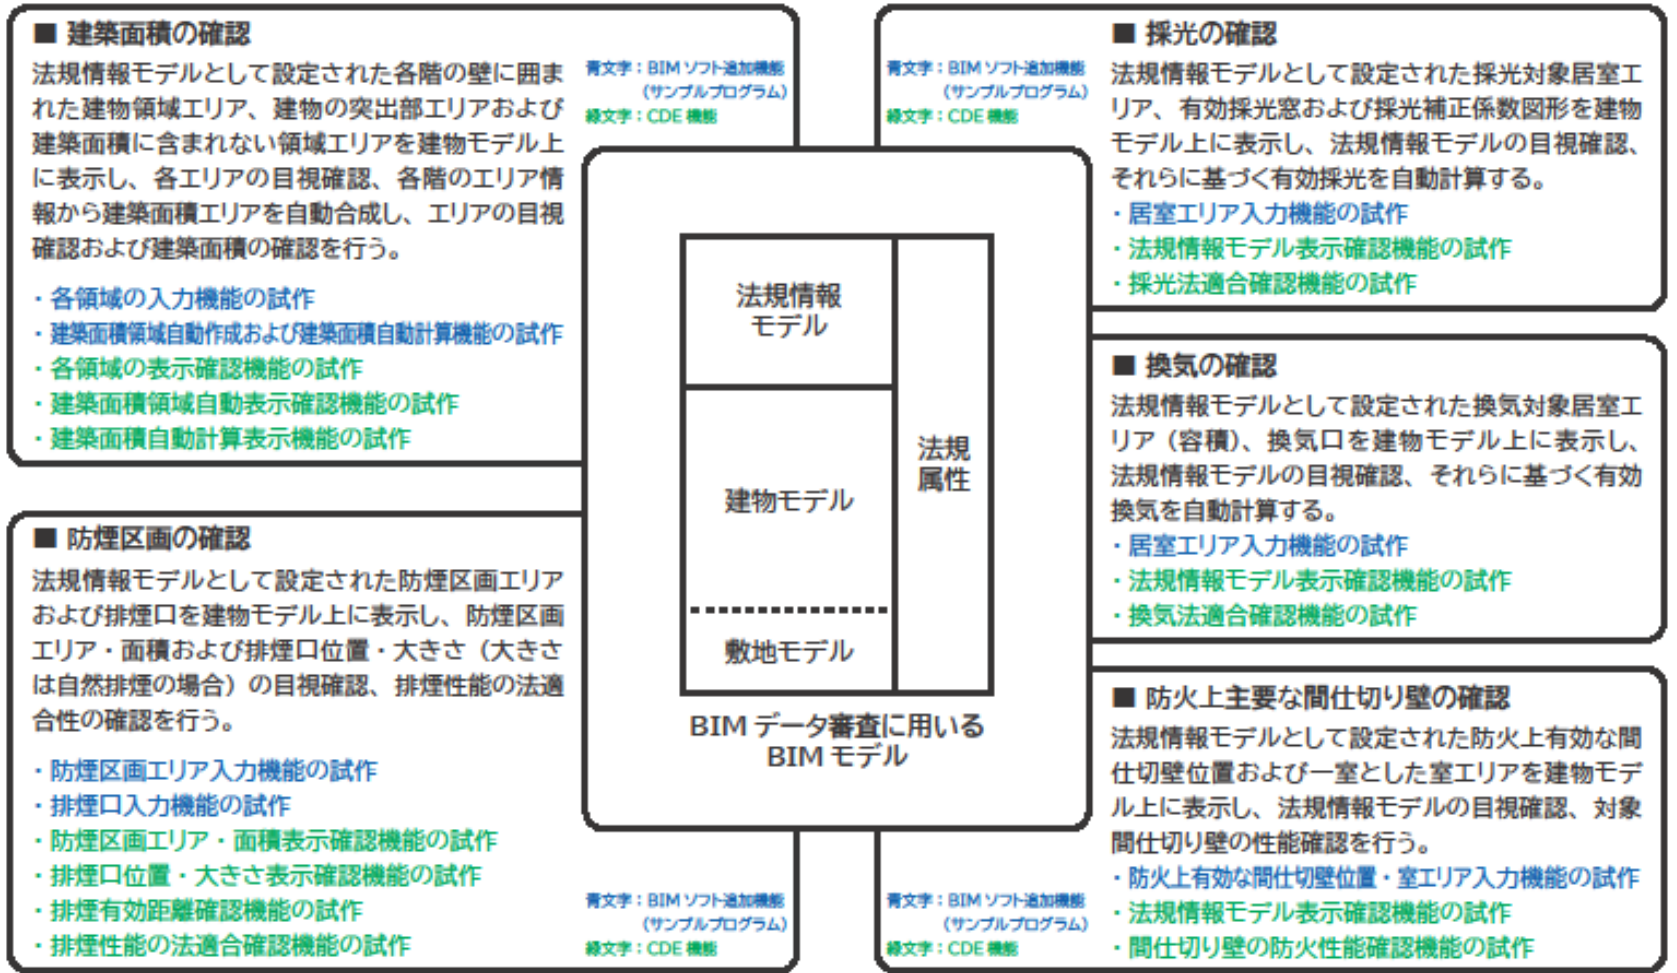 ■ 建築面積の確認
法規情報モデルとして設定された各階の壁に囲ま
れた建物領域エリア、建物の突出部エリアおよび
建築面積に含まれない領域エリアを建物モデル上
に表示し、各エリアの目視確認、各階のエリア情
報から建築面積エリアを自動合成し、エリアの目視
確認および建築面積の確認を行う。
・各領域の入力機能の試作
・建築面積領域自動作成および建築面積自動計算機能の試作
・各領域の表示確認機能の試作
・建築面積領域自動表示確認機能の試作
・建築面積自動計算表示機能の試作
青文字：BIM ソフト追加機能
（サンプルプログラム）
緑文字：CDE 機能
■ 防煙区画の確認
法規情報モデルとして設定された防煙区画エリア
および排煙口を建物モデル上に表示し、防煙区画
エリア・面積および排煙口位置・大きさ（大きさ
は自然排煙の場合）の目視確認、排煙性能の法適
合性の確認を行う。
・防煙区画エリア入力機能の試作
・排煙口入力機能の試作
・防煙区画エリア・面積表示確認機能の試作
・排煙口位置・大きさ表示確認機能の試作
・排煙有効距離確認機能の試作
・排煙性能の法適合確認機能の試作
青文字：BIM ソフト追加機能
（サンプルプログラム）
緑文字：CDE 機能
法規情報
モデル
建物モデル
敷地モデル
法規
属性
BIM データ審査に用いる
BIM モデル
青文字：BIM ソフト追加機能
（サンプルプログラム）
緑文字：CDE 機能
■ 採光の確認
法規情報モデルとして設定された採光対象居室エ
リア、有効採光窓および採光補正係数図形を建物
モデル上に表示し、法規情報モデルの目視確認、
それらに基づく有効採光を自動計算する。
・居室エリア入力機能の試作
・法規情報モデル表示確認機能の試作
・採光法適合確認機能の試作
■ 換気の確認
法規情報モデルとして設定された換気対象居室エ
リア（容積）、換気口を建物モデル上に表示し、
法規情報モデルの目視確認、それらに基づく有効
換気を自動計算する。
・居室エリア入力機能の試作
・法規情報モデル表示確認機能の試作
・換気法適合確認機能の試作
■ 防火上主要な間仕切り壁の確認
法規情報モデルとして設定された防火上有効な間
仕切壁位置および一室とした室エリアを建物モデ
ル上に表示し、法規情報モデルの目視確認、対象
間仕切り壁の性能確認を行う。
・防火上有効な間仕切壁位置・室エリア入力機能の試作
・法規情報モデル表示確認機能の試作
・間仕切り壁の防火性能確認機能の試作
青文字：BIM ソフト追加機能
（サンプルプログラム）
緑文字：CDE 機能